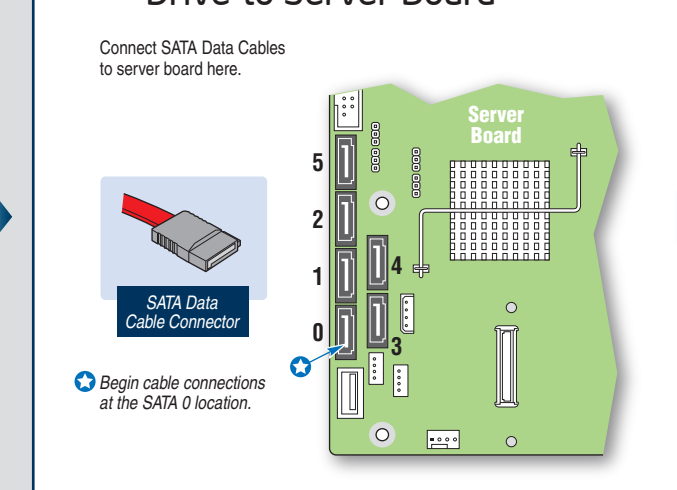 Drive to Server Board
Connect SATA Data Cables
to server board here.
Server
Board
5
2
1
4
0
3
SATA Data
Cable Connector
Begin cable connections
at the SATA 0 location.